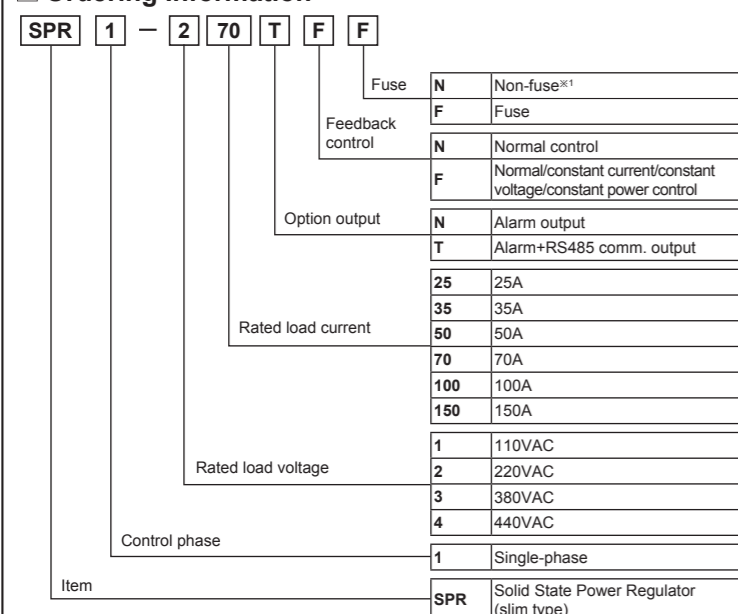 SPR 1 – 2 70 T F F
Fuse
N Non-fuse※1
F Fuse
Feedback
control
N Normal control
F Normal/constant current/constant
voltage/constant power control
Option output
N Alarm output
T Alarm+RS485 comm. output
Rated load current
25 25A
35 35A
50 50A
70 70A
100 100A
150 150A
Rated load voltage
1 110VAC
2 220VAC
3 380VAC
4 440VAC
Control phase
1 Single-phase
Item
SPR Solid State Power Regulator
(slim type)